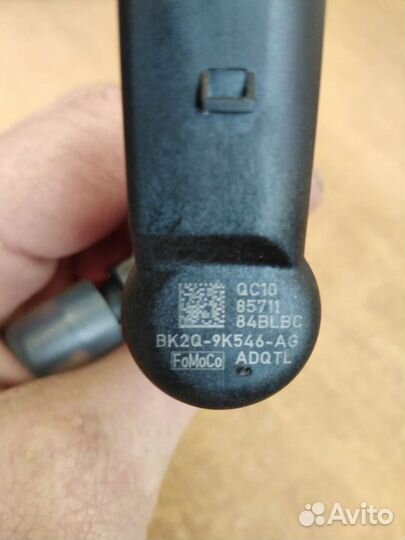 QC10
85711
84BLBC
BK2Q-9K546-AG
FoMoCo ADQTL
Avito